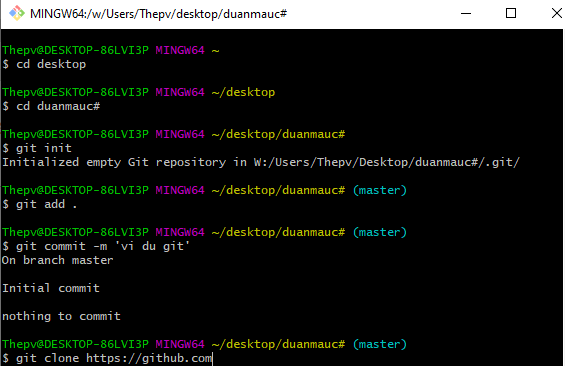 MINGW64:/w/Users/Thepv/desktop/duanmauc#
Thepv@DESKTOP-86LVI3P MINGW64 ~
$ cd desktop
Thepv@DESKTOP-86LVI3P MINGW64 ~/desktop
$ cd duanmauc#
Thepv@DESKTOP-86LVI3P MINGW64 ~/desktop/duanmauc#
$ git init
Initialized empty Git repository in W:/Users/Thepv/Desktop/duanmauc#/.git/
Thepv@DESKTOP-86LVI3P MINGW64 ~/desktop/duanmauc# (master)
$ git add .
Thepv@DESKTOP-86LVI3P MINGW64 ~/desktop/duanmauc# (master)
$ git commit -m 'vi du git'
On branch master
Initial commit
nothing to commit
Thepv@DESKTOP-86LVI3P MINGW64 ~/desktop/duanmauc# (master)
$ git clone https://github.com